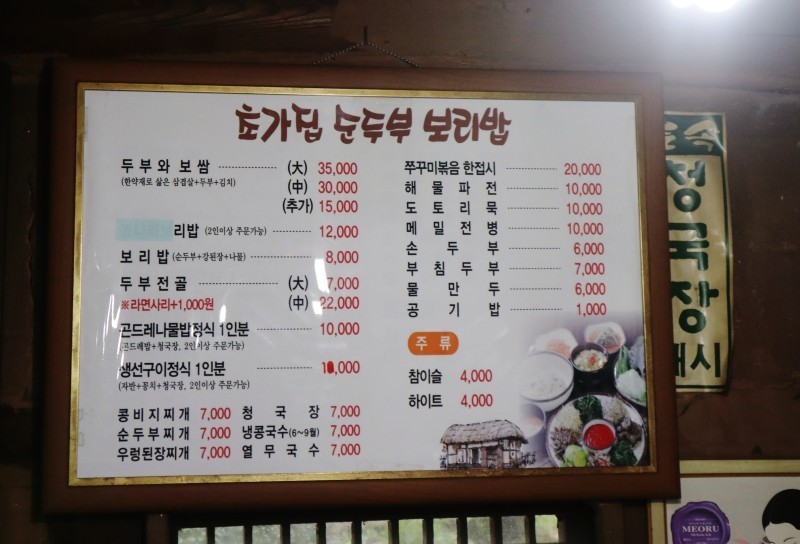 초가집 순두부 보리밥
두부와 보쌈 (大) 35,000
(한약재로 삶은 삼겹살+두부+김치) (中) 30,000
(추가) 15,000
리밥 (2인이상 주문가능) 12,000
보리밥 (순두부+강된장+나물) 8,000
두부전골 (大) 7,000
※라면사리+1,000원 (中) 22,000
곤드레나물밥정식 1인분 10,000
(곤드레밥+청국장, 2인이상 주문가능)
생선구이정식 1인분 10,000
(자반+꽁치+청국장, 2인이상 주문가능)
콩비지찌개 7,000 청국장 7,000
순두부찌개 7,000 냉콩국수(6~9월) 7,000
우렁된장찌개 7,000 열무국수 7,000
쭈꾸미볶음 한접시 20,000
해물파전 10,000
도토리묵 10,000
메밀전병 10,000
손두부 6,000
부침두부 7,000
물만두 6,000
공기밥 1,000
주류
참이슬 4,000
하이트 4,000
정국장
MEORU